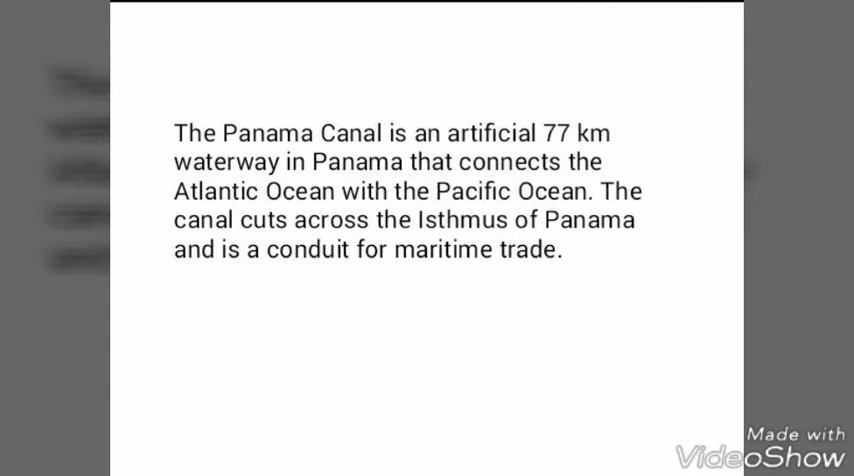 The Panama Canal is an artificial 77 km
waterway in Panama that connects the
Atlantic Ocean with the Pacific Ocean. The
canal cuts across the Isthmus of Panama
and is a conduit for maritime trade.
Made with
VideoShow